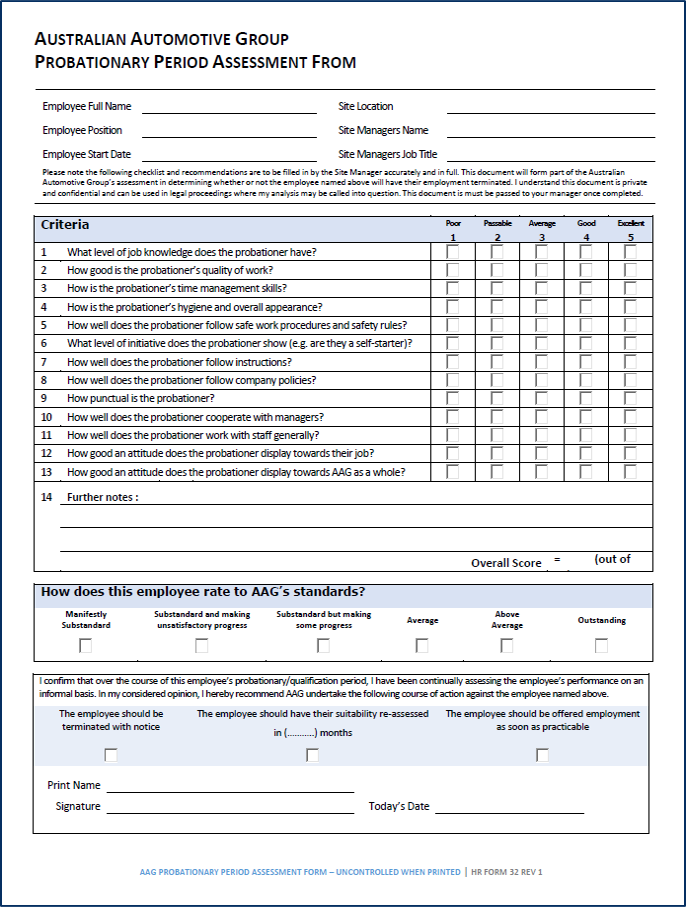 AUSTRALIAN AUTOMOTIVE GROUP
PROBATIONARY PERIOD ASSESSMENT FROM
Employee Full Name Site Location
Employee Position Site Managers Name
Employee Start Date Site Managers Job Title
Please note the following checklist and recommendations are to be filled in by the Site Manager accurately and in full. This document will form part of the Australian
Automotive Group's assessment in determining whether or not the employee named above will have their employment terminated. I understand this document is private
and confidential and can be used in legal proceedings where my analysis may be called into question. This document is must be passed to your manager once completed.
Criteria Poor Passable Average Good Excellent
1 2 3 4 5
1 What level of job knowledge does the probationer have?
2 How good is the probationer's quality of work?
3 How is the probationer's time management skills?
4 How is the probationer's hygiene and overall appearance?
5 How well does the probationer follow safe work procedures and safety rules?
6 What level of initiative does the probationer show (e.g. are they a self-starter)?
7 How well does the probationer follow instructions?
8 How well does the probationer follow company policies?
9 How punctual is the probationer?
10 How well does the probationer cooperate with managers?
11 How well does the probationer work with staff generally?
12 How good an attitude does the probationer display towards their job?
13 How good an attitude does the probationer display towards AAG as a whole?
14 Further notes :
Overall Score = (out of
How does this employee rate to AAG's standards?
Manifestly Substandard and making Substandard but making Average Above Outstanding
Substandard unsatisfactory progress some progress Average
I confirm that over the course of this employee's probationary/qualification period, I have been continually assessing the employee's performance on an
informal basis. In my considered opinion, I hereby recommend AAG undertake the following course of action against the employee named above.
The employee should be The employee should have their suitability re-assessed The employee should be offered employment
terminated with notice in (...........) months as soon as practicable
Print Name
Signature Today's Date
AAG PROBATIONARY PERIOD ASSESSMENT FORM – UNCONTROLLED WHEN PRINTED | HR FORM 32 REV 1